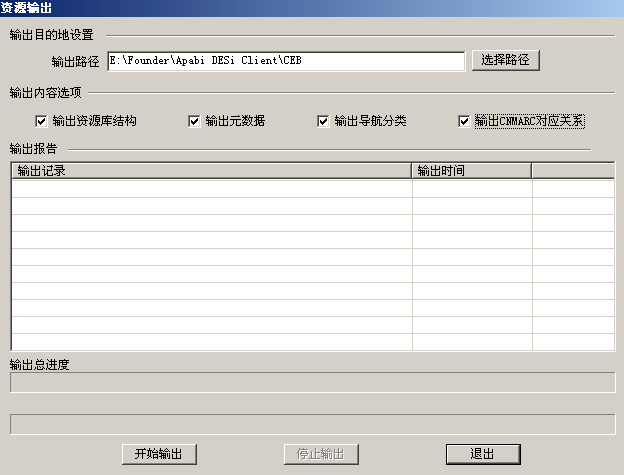 资源输出
输出目的地设置
输出路径 E:\Founder\Apabi DESi Client\CEB 选择路径
输出内容选项
输出资源库结构 输出元数据 输出导航分类 输出CNMARC对应关系
输出报告
输出记录 输出时间
输出总进度
开始输出 停止输出 退出